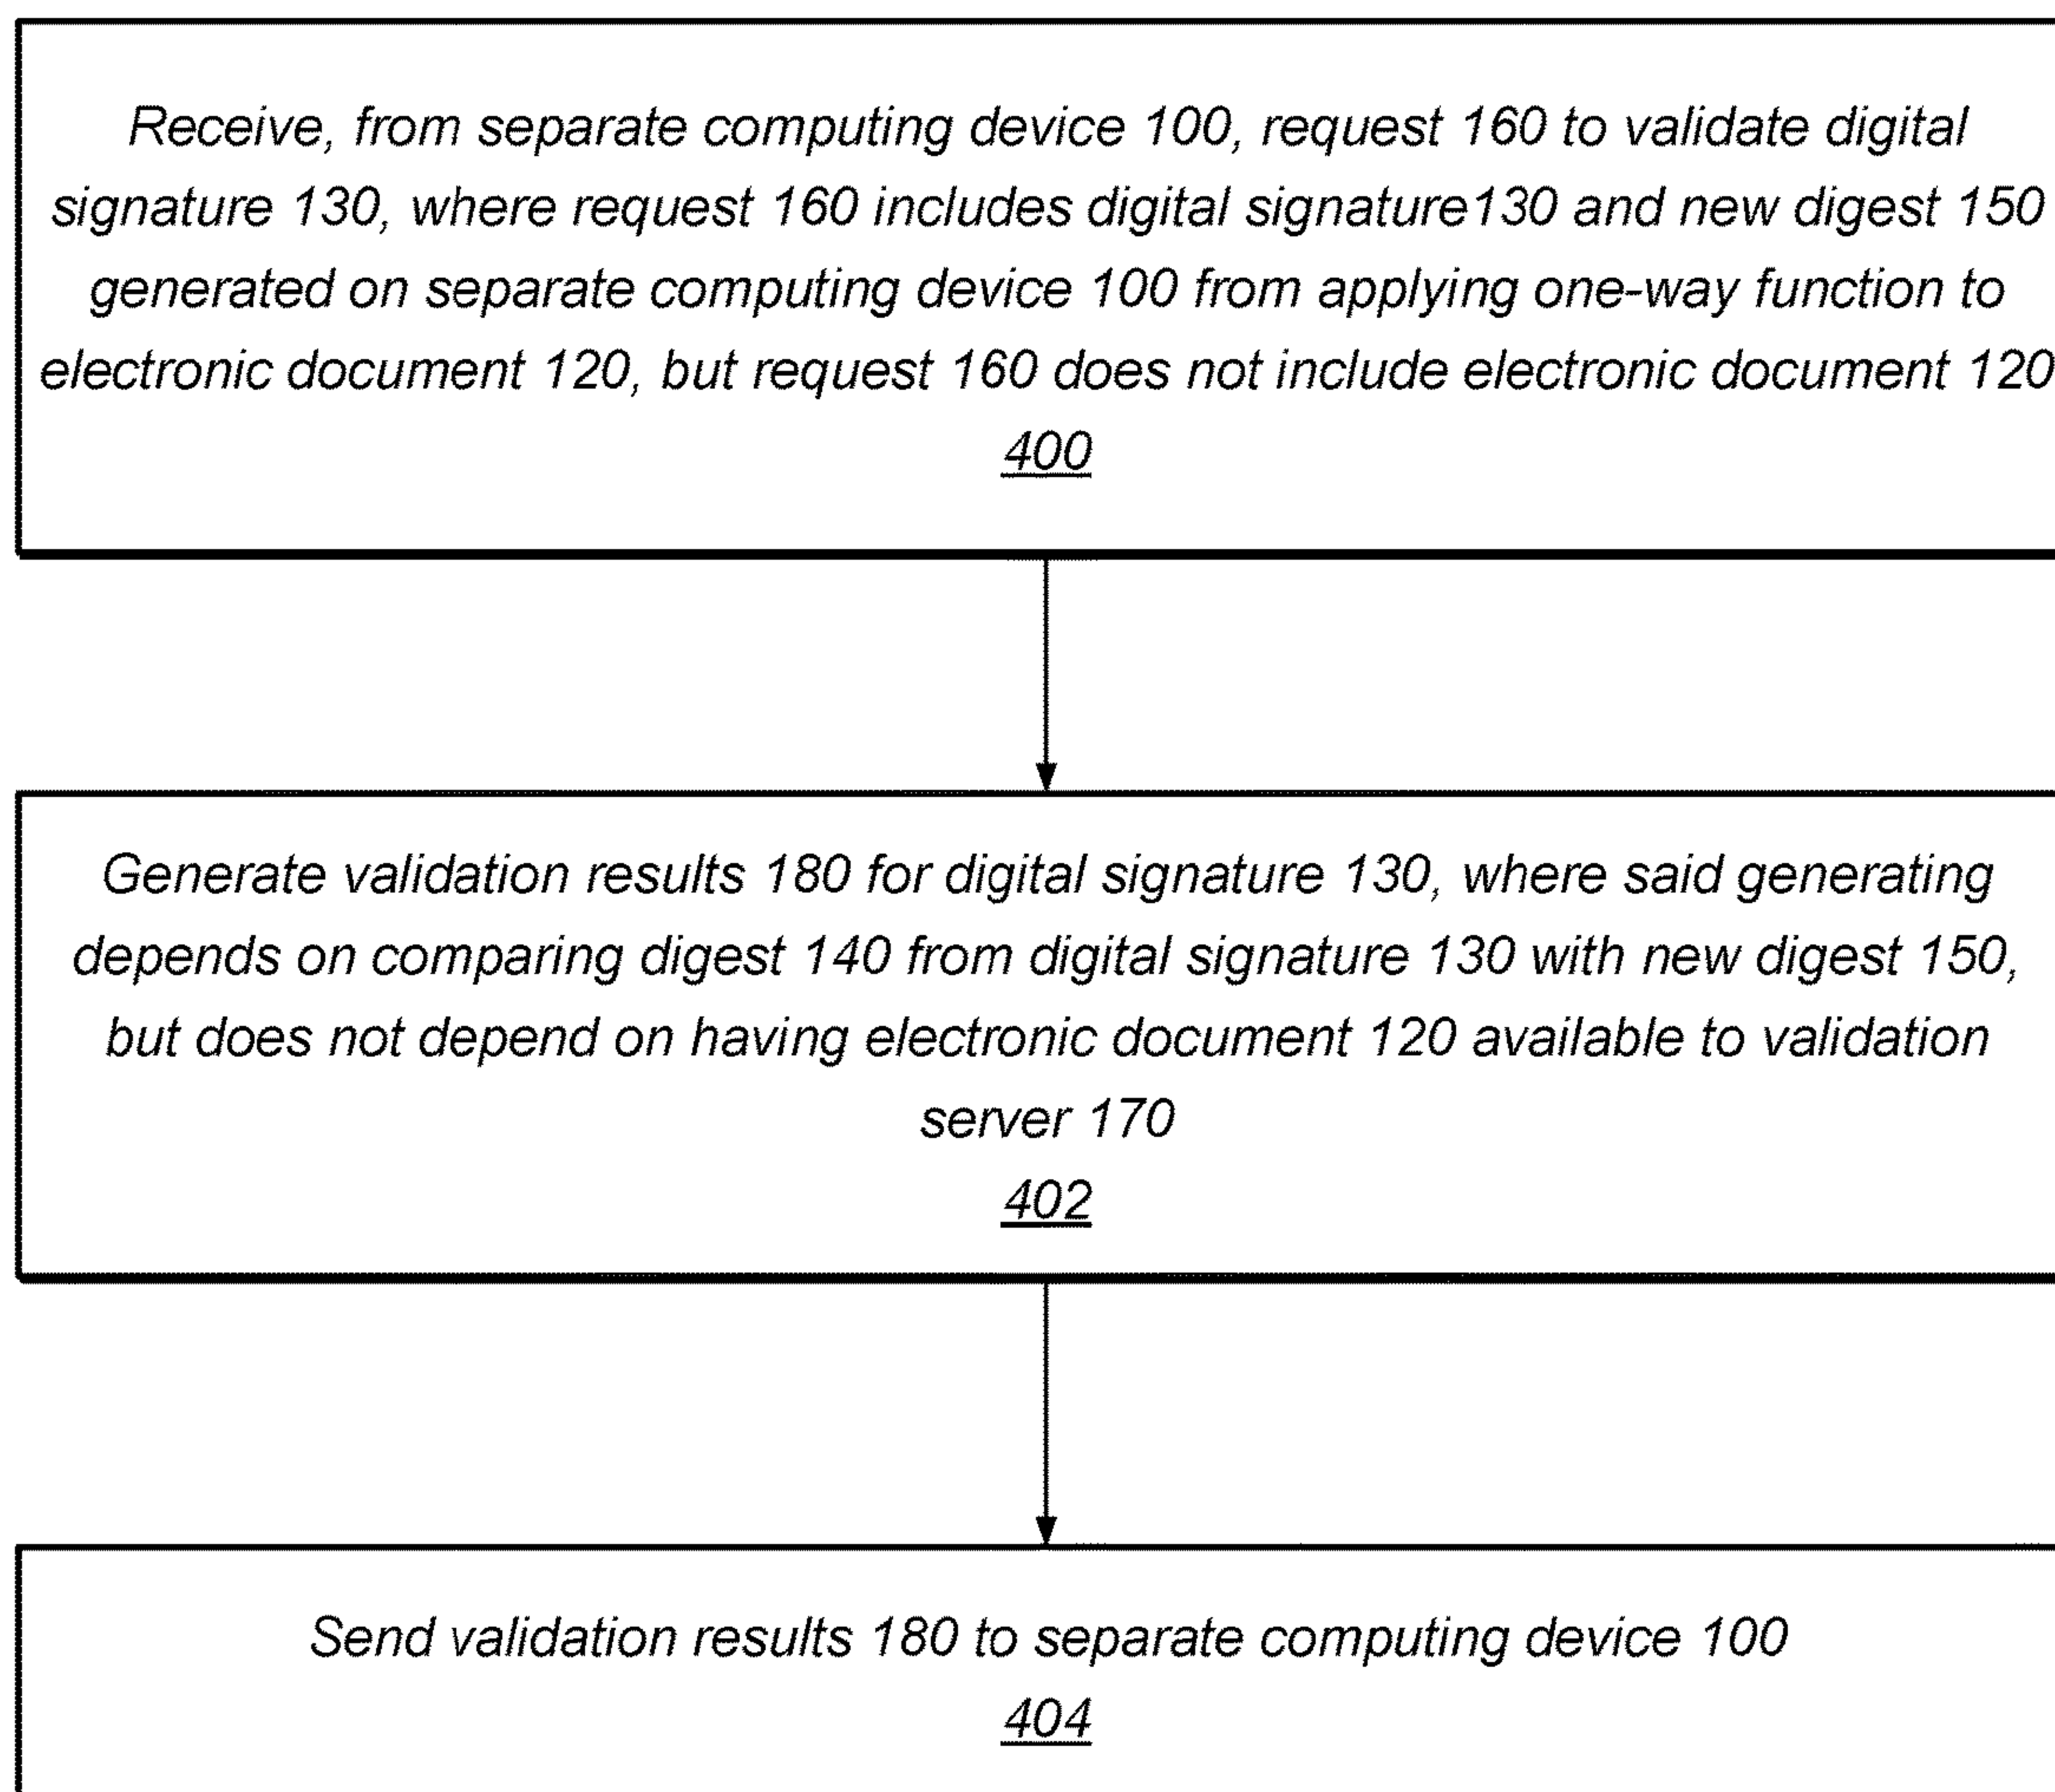 Receive, from separate computing device 100, request 160 to validate digital
signature 130, where request 160 includes digital signature130 and new digest 150
generated on separate computing device 100 from applying one-way function to
electronic document 120, but request 160 does not include electronic document 120
400
Generate validation results 180 for digital signature 130, where said generating
depends on comparing digest 140 from digital signature 130 with new digest 150,
but does not depend on having electronic document 120 available to validation
server 170
402
Send validation results 180 to separate computing device 100
404